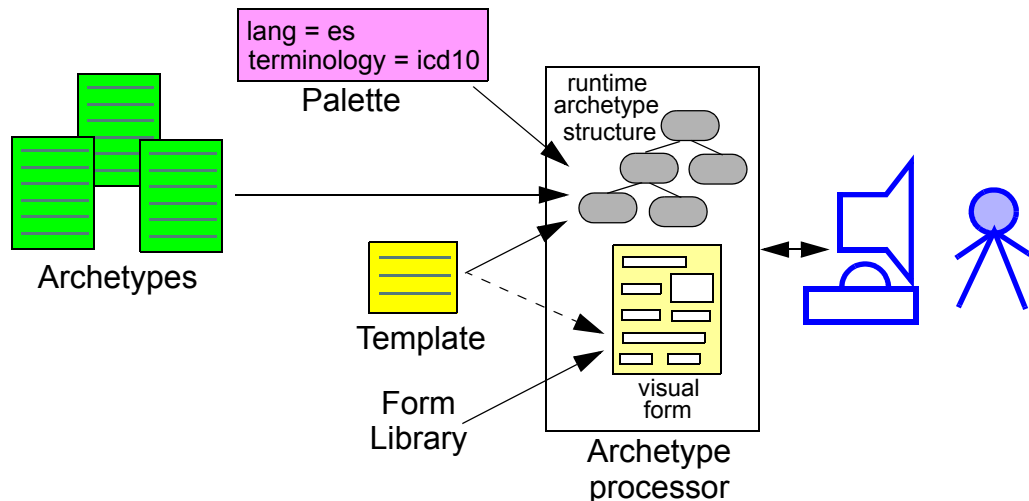 lang = es
terminology = icd10
Palette
runtime
archetype
structure
Archetypes
Template
Form
Library
visual
form
Archetype
processor